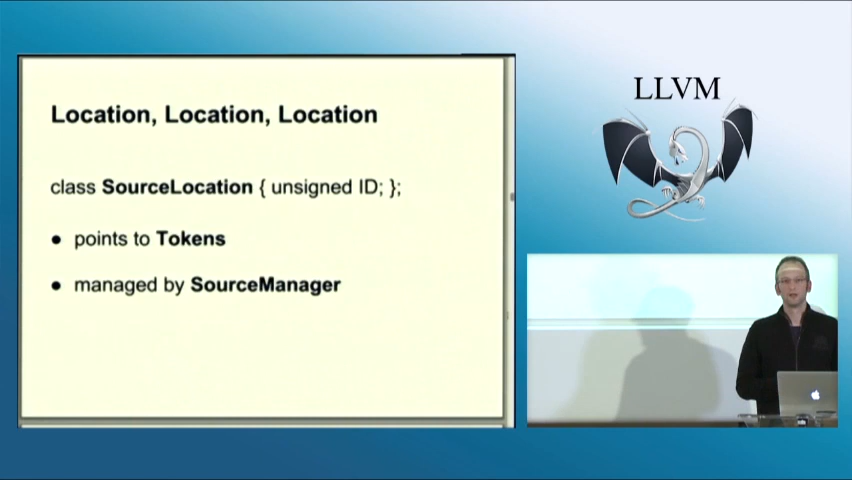 Location, Location, Location
class SourceLocation { unsigned ID; };
● points to Tokens
● managed by SourceManager
LLVM